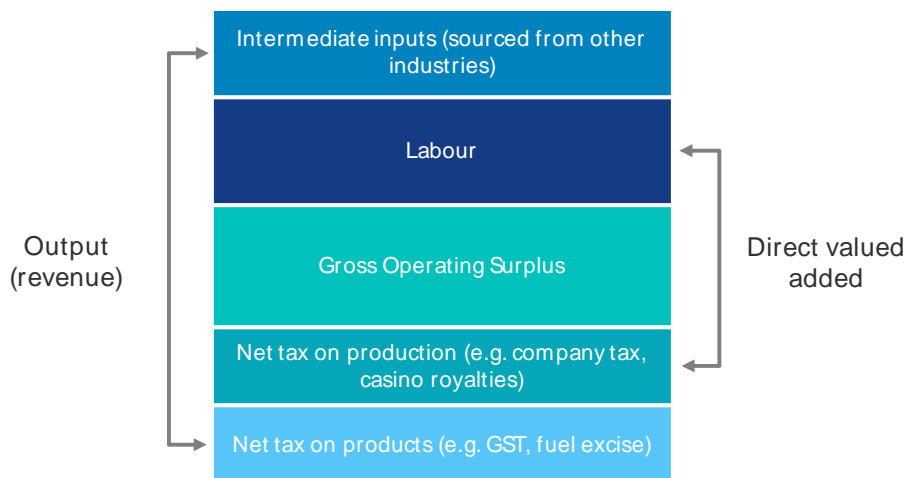 Intermediate inputs (sourced from other
industries)
Labour
Output
(revenue)
Gross Operating Surplus
Direct valued
added
Net tax on production (e.g. company tax,
casino royalties)
Net tax on products (e.g. GST, fuel excise)